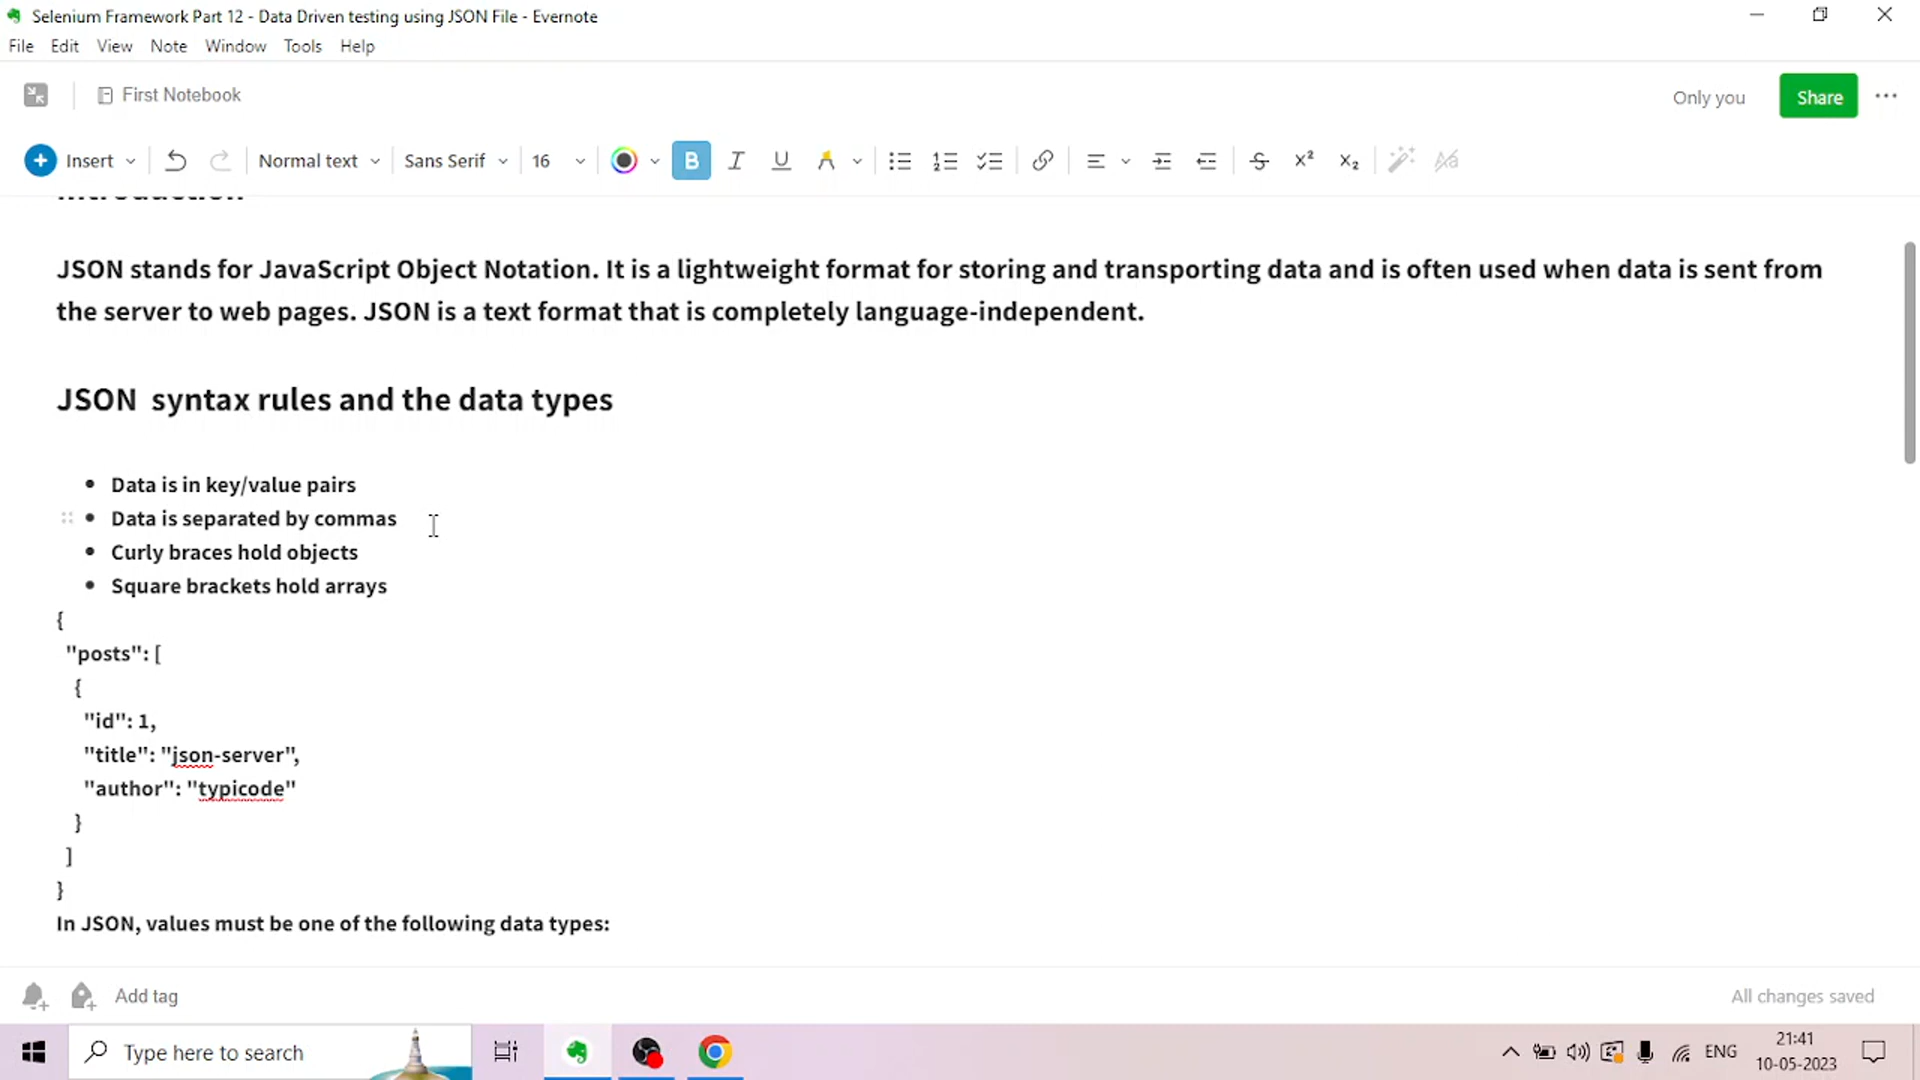 Selenium Framework Part 12 - Data Driven testing using JSON File - Evernote
File Edit View Note Window Tools Help
First Notebook
Only you
Share
Insert
Normal text
Sans Serif
16
Introduction
JSON stands for JavaScript Object Notation. It is a lightweight format for storing and transporting data and is often used when data is sent from
the server to web pages. JSON is a text format that is completely language-independent.
JSON  syntax rules and the data types
• Data is in key/value pairs
• Data is separated by commas
• Curly braces hold objects
• Square brackets hold arrays
{
"posts": [
{
"id": 1,
"title": "json-server",
"author": "typicode"
}
]
}
In JSON, values must be one of the following data types:
Add tag
All changes saved
Type here to search
ENG
21:41
10-05-2023